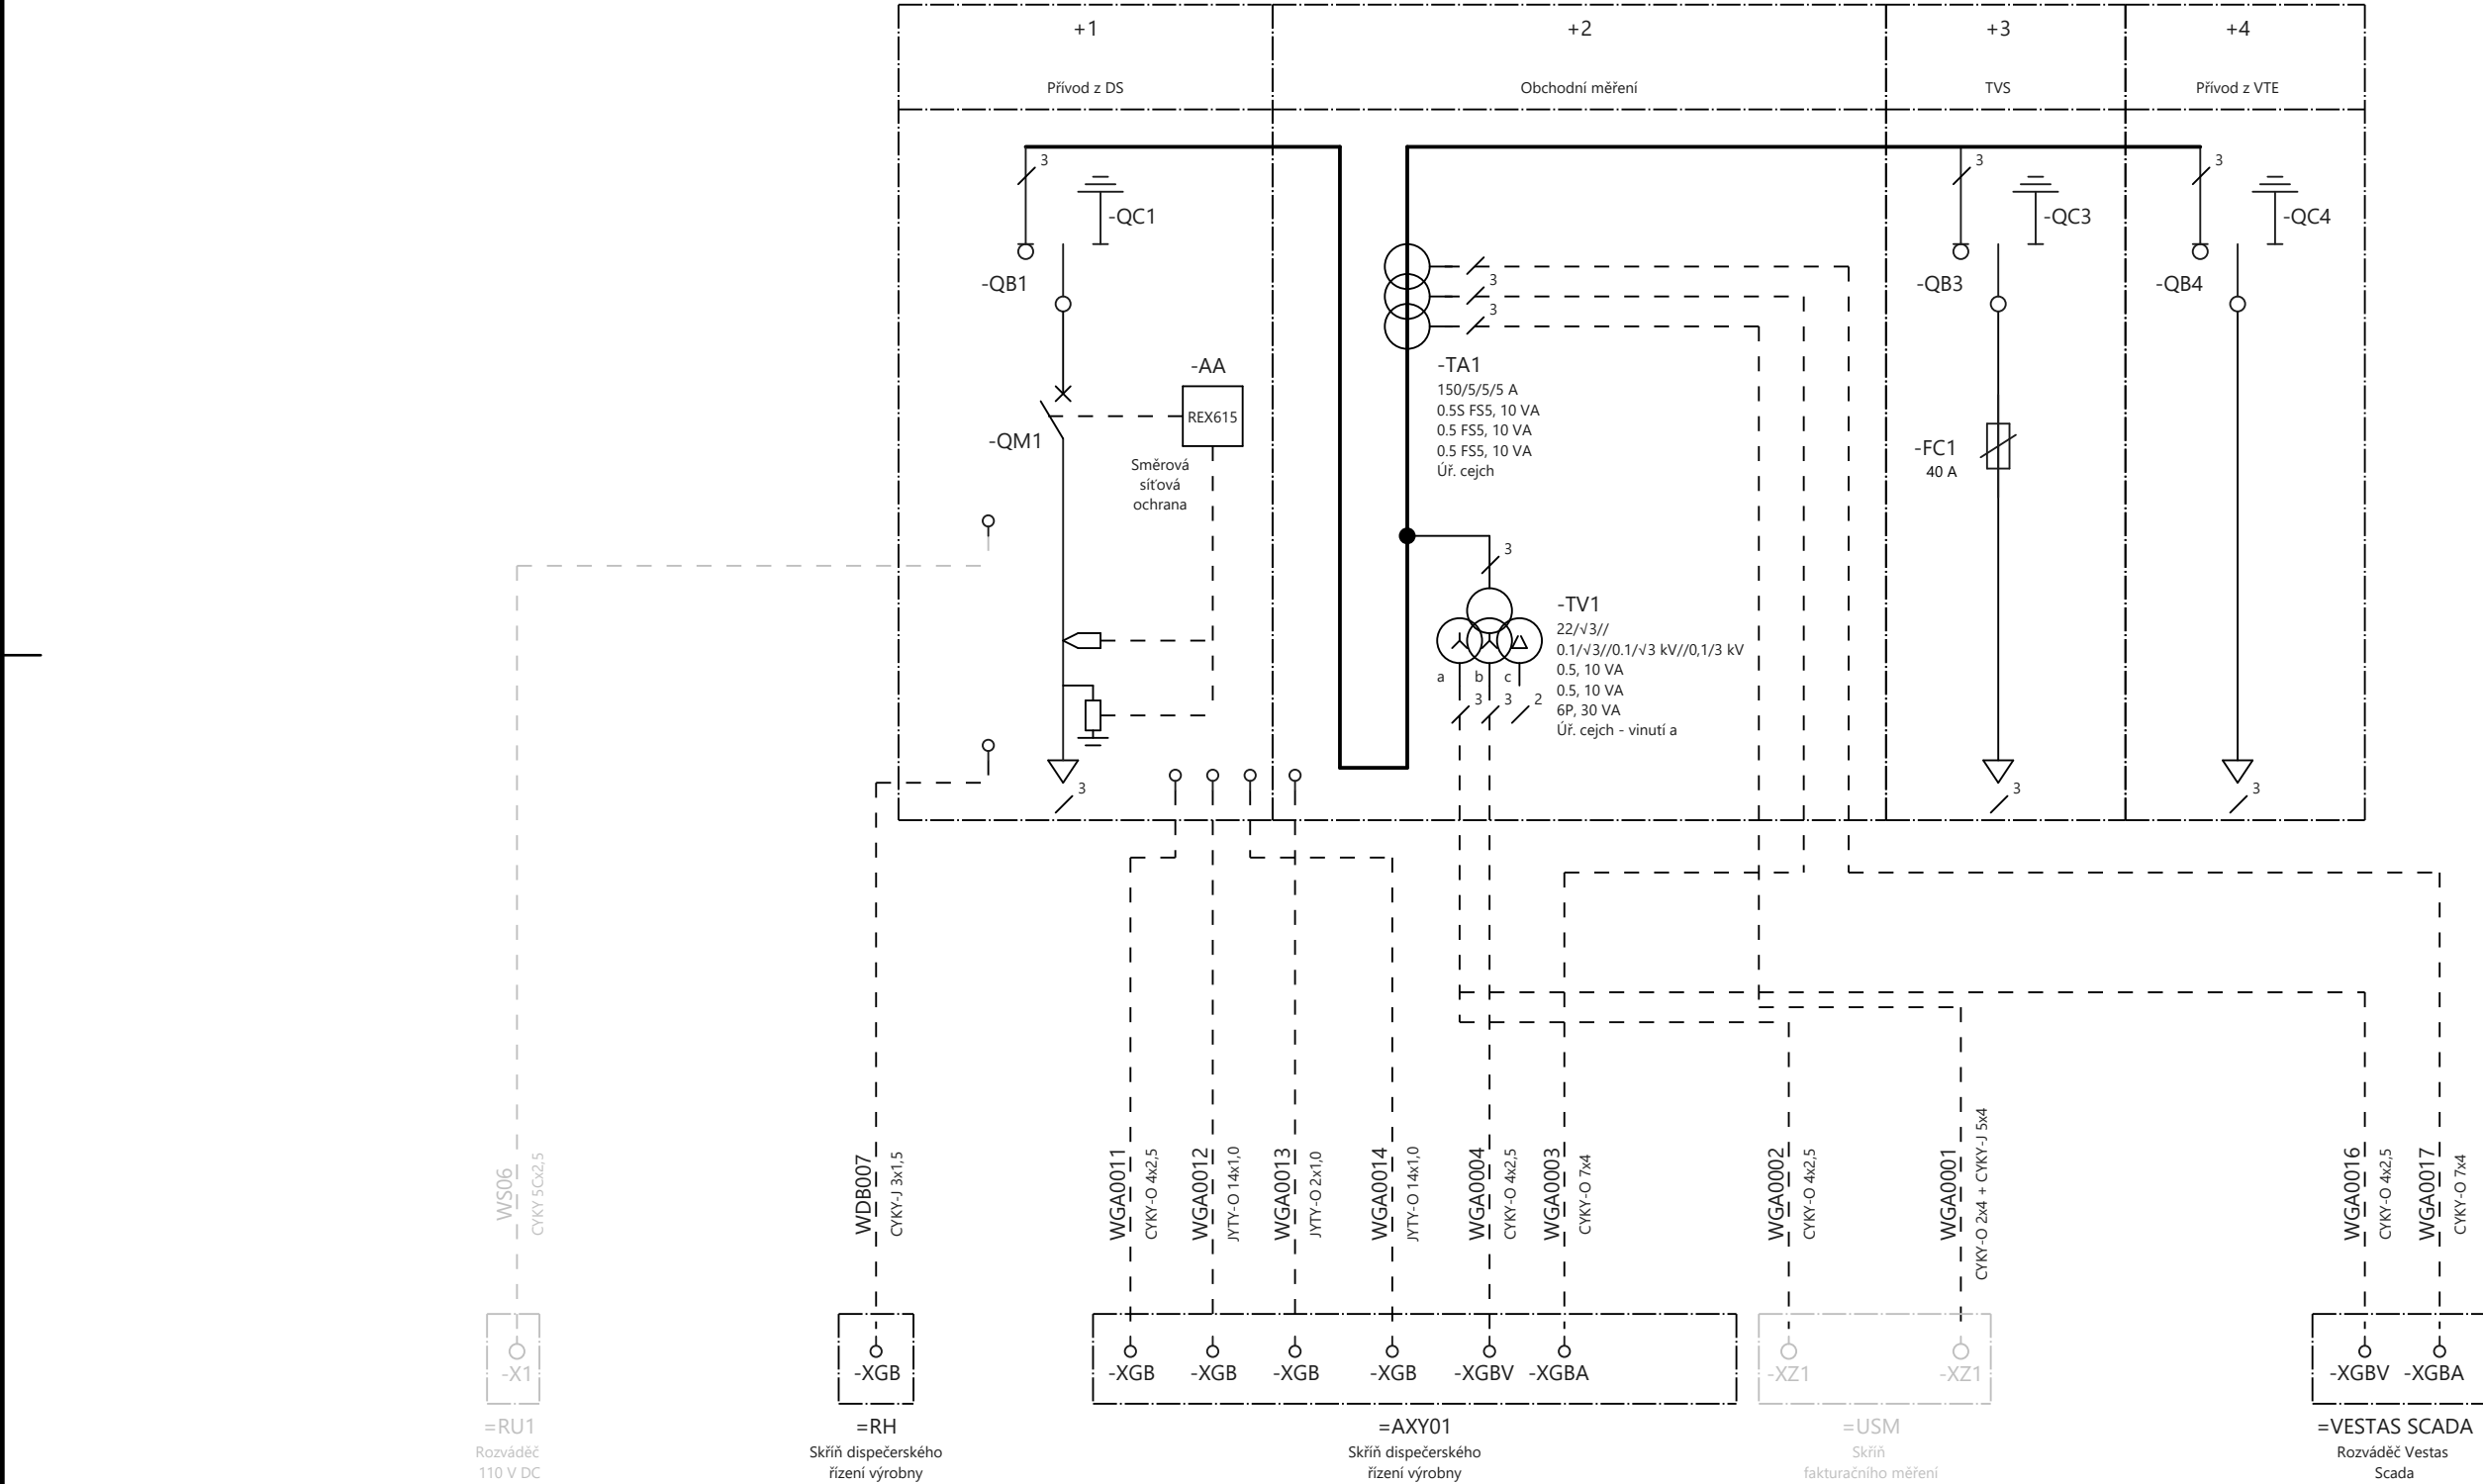 +1
+2
+3
+4
Přívod z DS
Obchodní měření
TVS
Přívod z VTE
3
3
3
-QC1
-QC3
-QC4
-QB1
3
-QB3
-QB4
3
-AA
REX615
-QM1
Směrová
síťová
ochrana
-TA1
150/5/5/5 A
0.5S FS5, 10 VA
0.5 FS5, 10 VA
0.5 FS5, 10 VA
Úř. cejch
-FC1
40 A
3
-TV1
22/√3//
0.1/√3//0.1/√3 kV//0,1/3 kV
0.5, 10 VA
0.5, 10 VA
6P, 30 VA
Úř. cejch - vinutí a
a
b
c
3
3
2
3
3
3
WS06
CYKY 5Cx2,5
WDB007
CYKY-J 3x1,5
WGA0011
CYKY-O 4x2,5
WGA0012
JYTY-O 14x1,0
WGA0013
JYTY-O 2x1,0
WGA0014
JYTY-O 14x1,0
WGA0004
CYKY-O 4x2,5
WGA0003
CYKY-O 7x4
WGA0002
CYKY-O 4x2,5
WGA0001
CYKY-O 2x4 + CYKY-J 5x4
WGA0016
CYKY-O 4x2,5
WGA0017
CYKY-O 7x4
-X1
-XGB
-XGB
-XGB
-XGB
-XGB
-XGBV
-XGBA
-XZ1
-XZ1
-XGBV
-XGBA
=RU1
Rozváděč
110 V DC
=RH
Skříň dispečerského
řízení výrobny
=AXY01
Skříň dispečerského
řízení výrobny
=USM
Skříň
fakturačního měření
=VESTAS SCADA
Rozváděč Vestas
Scada